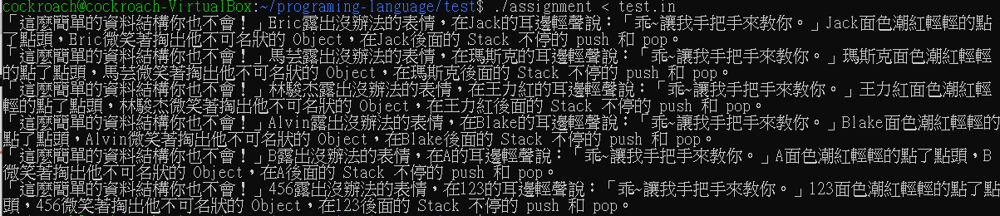 cockroach@cockroach-VirtualBox:~/programing-language/test$ ./assignment < test.in
「這麼簡單的資料結構你也不會！」Eric露出沒辦法的表情，在Jack的耳邊輕聲說：「乖~讓我手把手來教你。」Jack面色潮紅輕輕的點
了點頭，Eric微笑著掏出他不可名狀的 Object，在Jack後面的 Stack 不停的 push 和 pop。
「這麼簡單的資料結構你也不會！」馬芸露出沒辦法的表情，在瑪斯克的耳邊輕聲說：「乖~讓我手把手來教你。」瑪斯克面色潮紅輕輕
的點了點頭，馬芸微笑著掏出他不可名狀的 Object，在瑪斯克後面的 Stack 不停的 push 和 pop。
「這麼簡單的資料結構你也不會！」林駿杰露出沒辦法的表情，在王力紅的耳邊輕聲說：「乖~讓我手把手來教你。」王力紅面色潮紅輕
輕的點了點頭，林駿杰微笑著掏出他不可名狀的 Object，在王力紅後面的 Stack 不停的 push 和 pop。
「這麼簡單的資料結構你也不會！」Alvin露出沒辦法的表情，在Blake的耳邊輕聲說：「乖~讓我手把手來教你。」Blake面色潮紅輕輕的
點了點頭，Alvin微笑著掏出他不可名狀的 Object，在Blake後面的 Stack 不停的 push 和 pop。
「這麼簡單的資料結構你也不會！」B露出沒辦法的表情，在A的耳邊輕聲說：「乖~讓我手把手來教你。」A面色潮紅輕輕的點了點頭，B
微笑著掏出他不可名狀的 Object，在A後面的 Stack 不停的 push 和 pop。
「這麼簡單的資料結構你也不會！」456露出沒辦法的表情，在123的耳邊輕聲說：「乖~讓我手把手來教你。」123面色潮紅輕輕的點了點
頭，456微笑著掏出他不可名狀的 Object，在123後面的 Stack 不停的 push 和 pop。